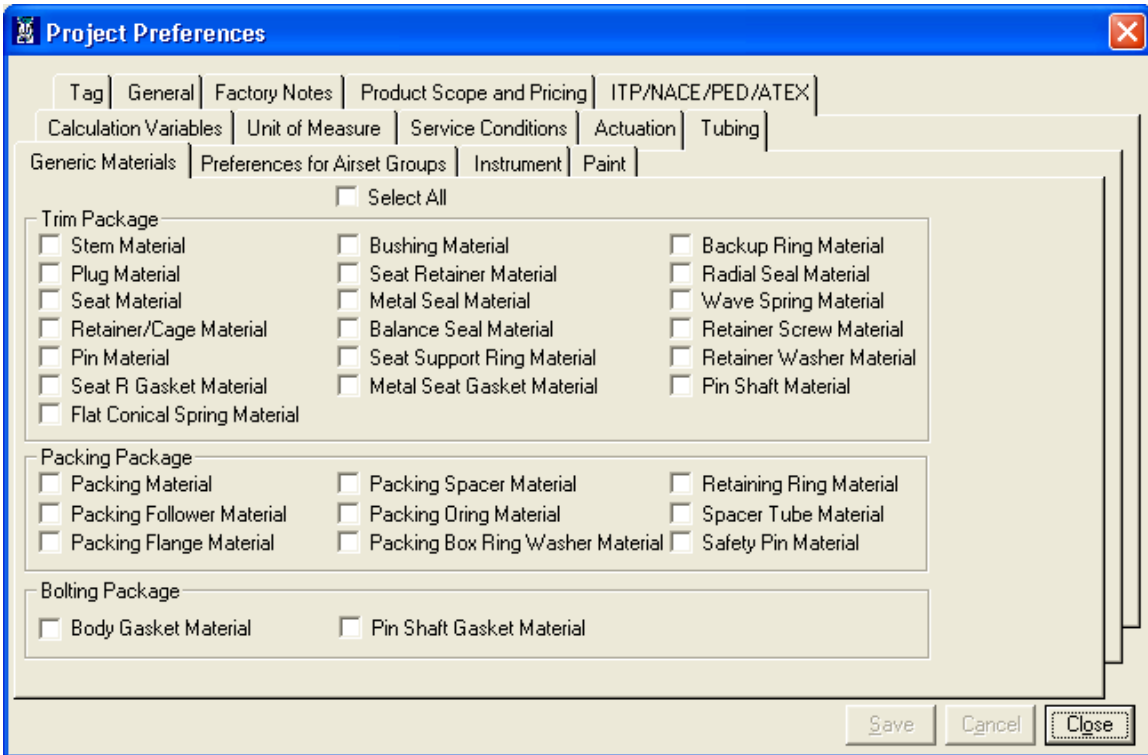 Project Preferences
Tag General Factory Notes Product Scope and Pricing ITP/NACE/PED/ATEX
Calculation Variables Unit of Measure Service Conditions Actuation Tubing
Generic Materials Preferences for Airset Groups Instrument Paint
Select All
Trim Package
Stem Material Bushing Material Backup Ring Material
Plug Material Seat Retainer Material Radial Seal Material
Seat Material Metal Seal Material Wave Spring Material
Retainer/Cage Material Balance Seal Material Retainer Screw Material
Pin Material Seat Support Ring Material Retainer Washer Material
Seat R Gasket Material Metal Seat Gasket Material Pin Shaft Material
Flat Conical Spring Material
Packing Package
Packing Material Packing Spacer Material Retaining Ring Material
Packing Follower Material Packing Oring Material Spacer Tube Material
Packing Flange Material Packing Box Ring Washer Material Safety Pin Material
Bolting Package
Body Gasket Material Pin Shaft Gasket Material
Save Cancel Close